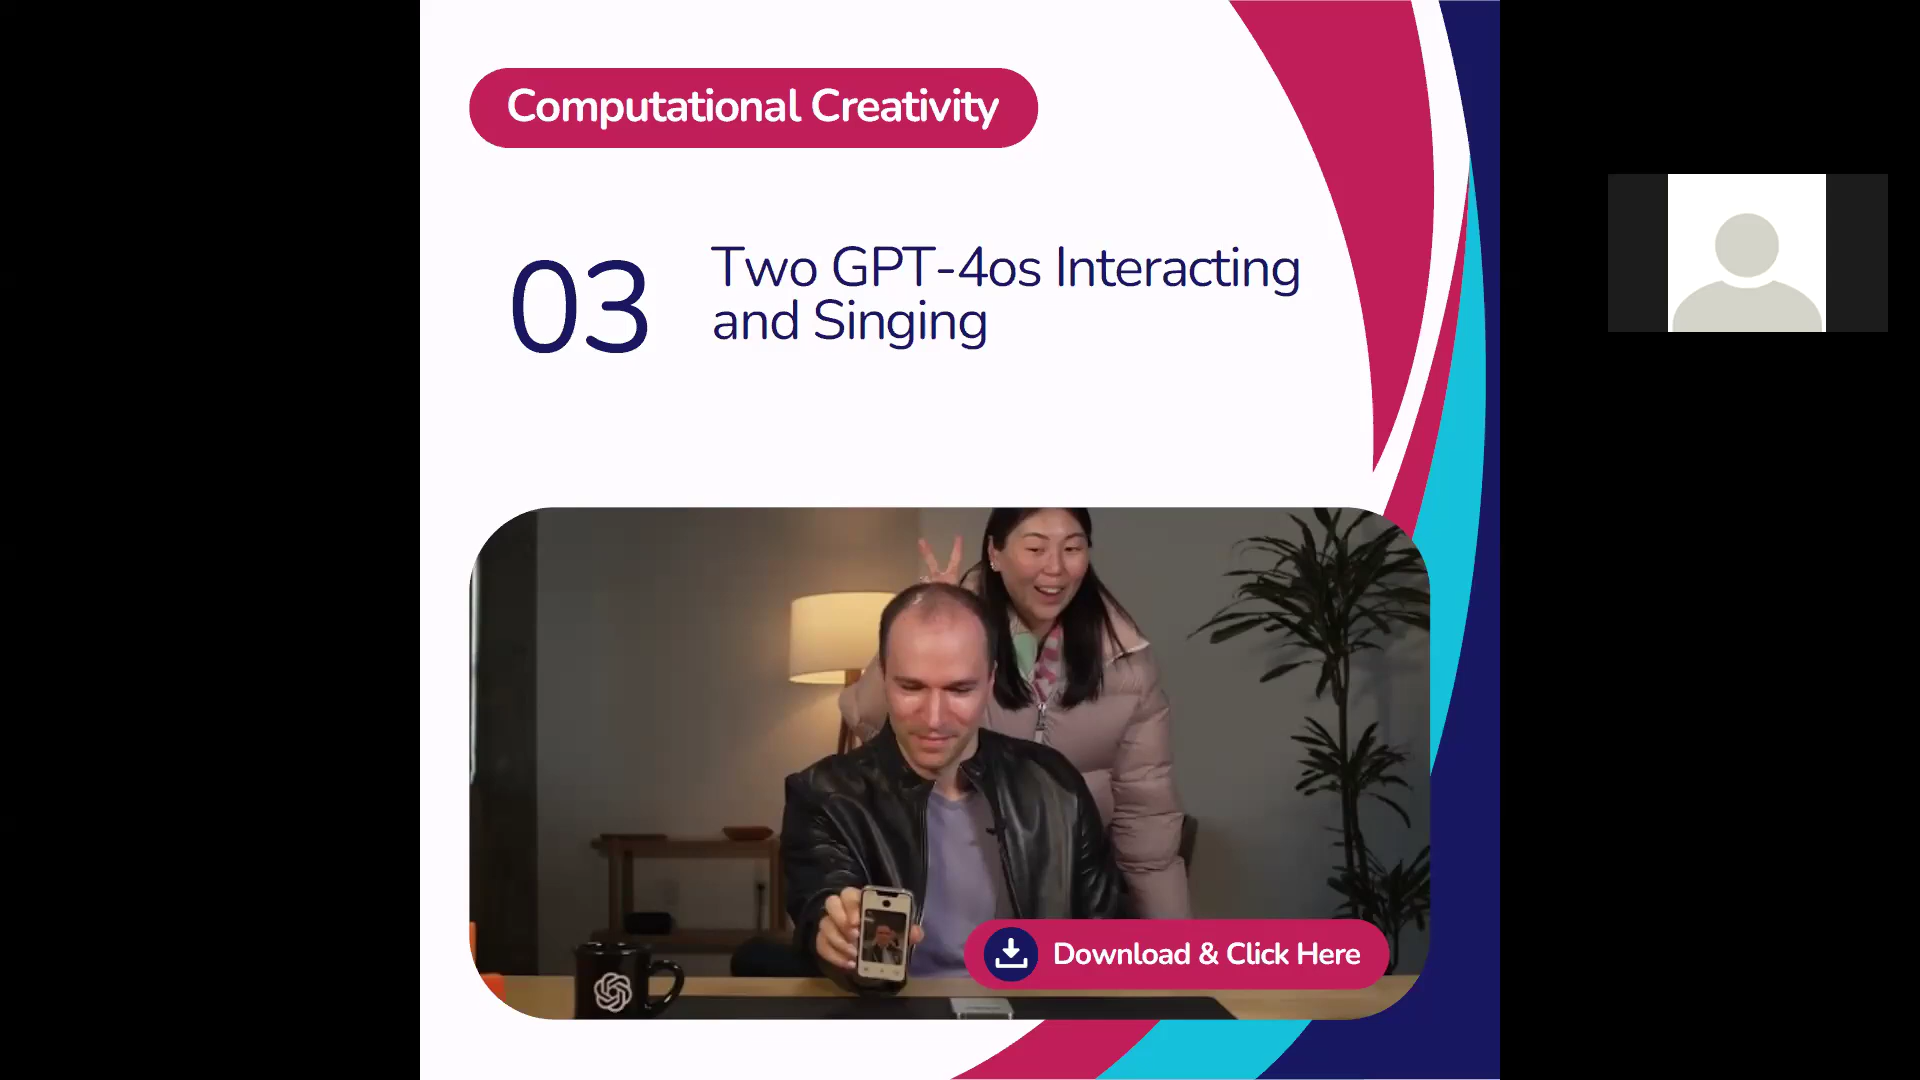 Computational Creativity
03
Two GPT-4os Interacting
and Singing
Download & Click Here